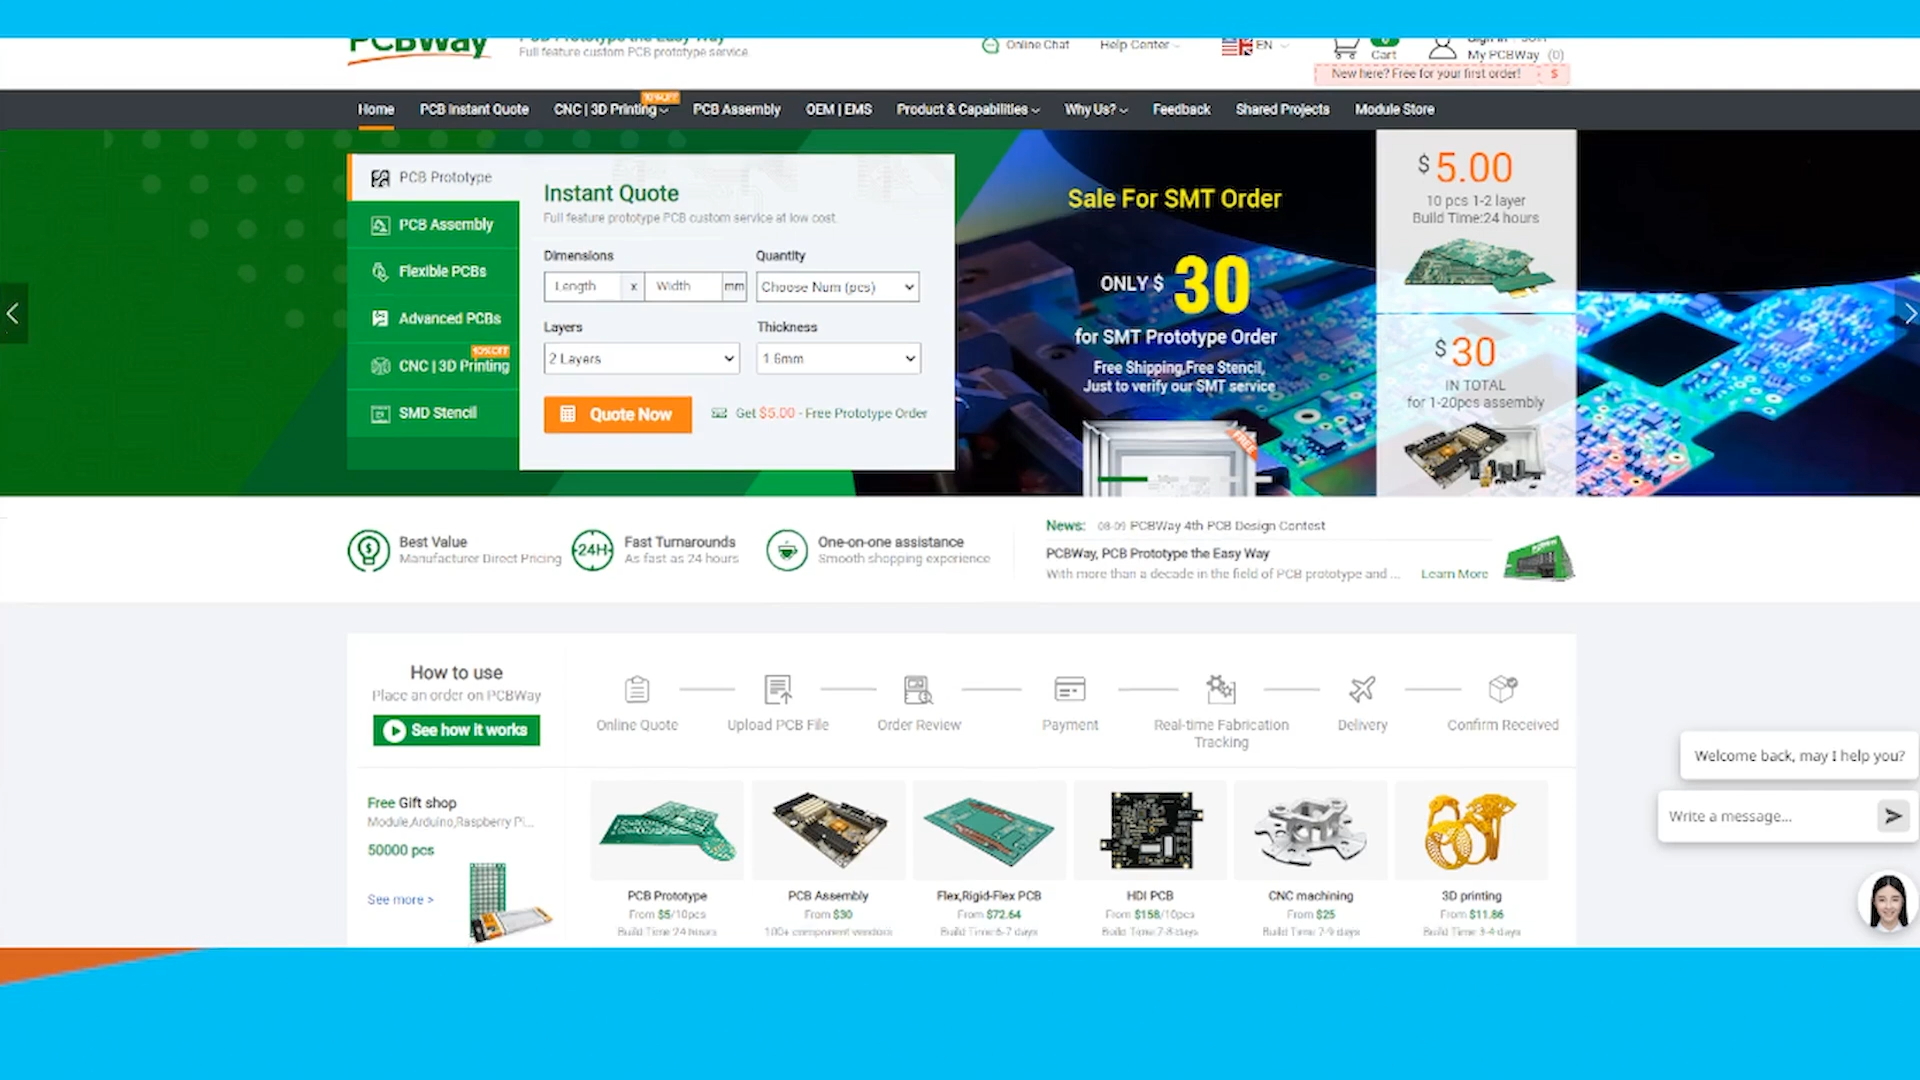 PCBWay
PCB Prototype the Easy Way
Full feature custom PCB prototype service.
Online Chat
Help Center
EN
0
Cart
Sign In
Join
My PCBWay (0)
New here? Free for your first order! $
Home
PCB Instant Quote
CNC | 3D Printing
PCB Assembly
OEM | EMS
Product & Capabilities
Why Us?
Feedback
Shared Projects
Module Store
PCB Prototype
PCB Assembly
Flexible PCBs
Advanced PCBs
CNC | 3D Printing
SMD Stencil
Instant Quote
Full feature prototype PCB custom service at low cost.
Dimensions
Quantity
Length x Width mm
Choose Num (pcs)
Layers
Thickness
2 Layers
1.6mm
Quote Now
Get $5.00 - Free Prototype Order
Sale For SMT Order
ONLY $ 30
for SMT Prototype Order
Free Shipping,Free Stencil,
Just to verify our SMT service
FREE
$ 5.00
10 pcs 1-2 layer
Build Time:24 hours
$ 30
IN TOTAL
for 1-20pcs assembly
Best Value
Manufacturer Direct Pricing
24H
Fast Turnarounds
As fast as 24 hours
One-on-one assistance
Smooth shopping experience
News: 08-09 PCBWay 4th PCB Design Contest
PCBWay, PCB Prototype the Easy Way
With more than a decade in the field of PCB prototype and ...
Learn More
How to use
Place an order on PCBWay
See how it works
Online Quote
Upload PCB File
Order Review
Payment
Real-time Fabrication
Tracking
Delivery
Confirm Received
Free Gift shop
Module,Arduino,Raspberry Pi...
50000 pcs
See more >
PCB Prototype
From $5/10pcs
Build Time:24 hours
PCB Assembly
From $30
100+ component vendors
Flex,Rigid-Flex PCB
From $72.64
Build Time:6-7 days
HDI PCB
From $158/10pcs
Build Time:7-8 days
CNC machining
From $25
Build Time:7-9 days
3D printing
From $11.86
Build Time:3-4 days
Welcome back, may I help you?
Write a message...